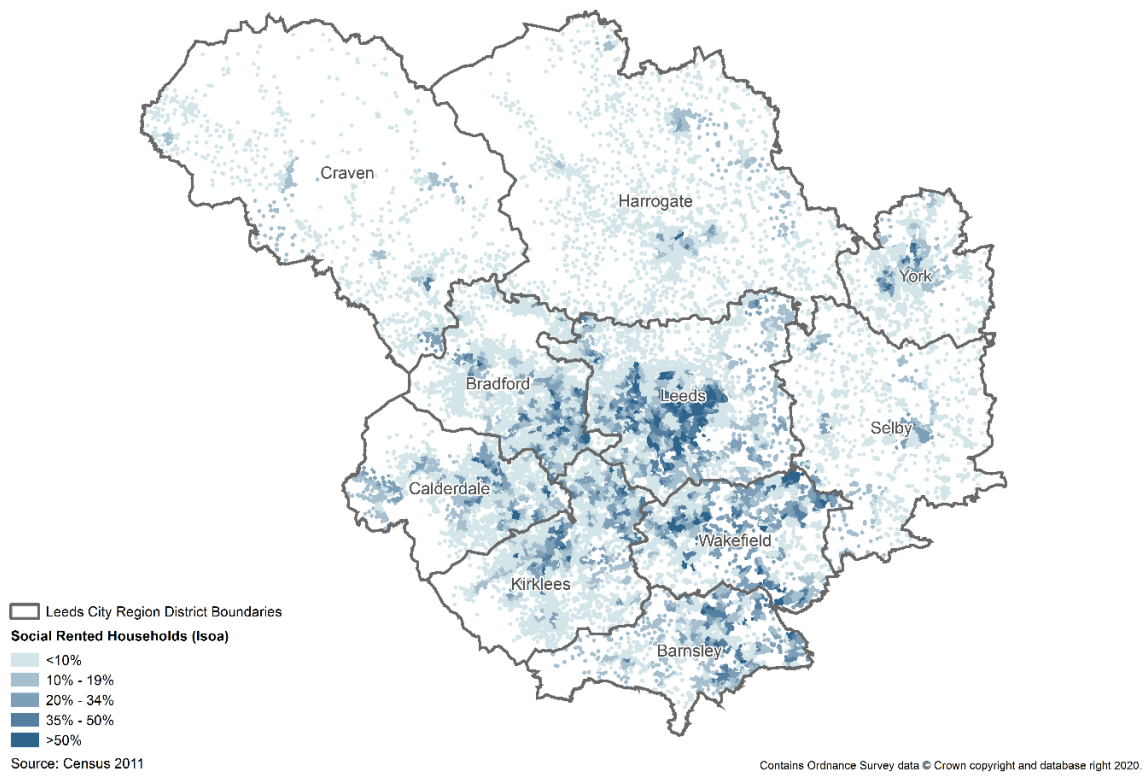 Craven
Harrogate
York
Bradford
Leeds
Selby
Calderdale
Wakefield
Kirklees
Barnsley
Leeds City Region District Boundaries
Social Rented Households (lsoa)
<10%
10% - 19%
20% - 34%
35% - 50%
>50%
Source: Census 2011
Contains Ordnance Survey data © Crown copyright and database right 2020